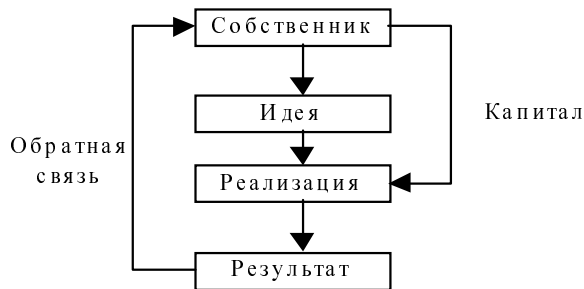 Собственник
Идея
Капитал
Обратная
связь
Реализация
Результат